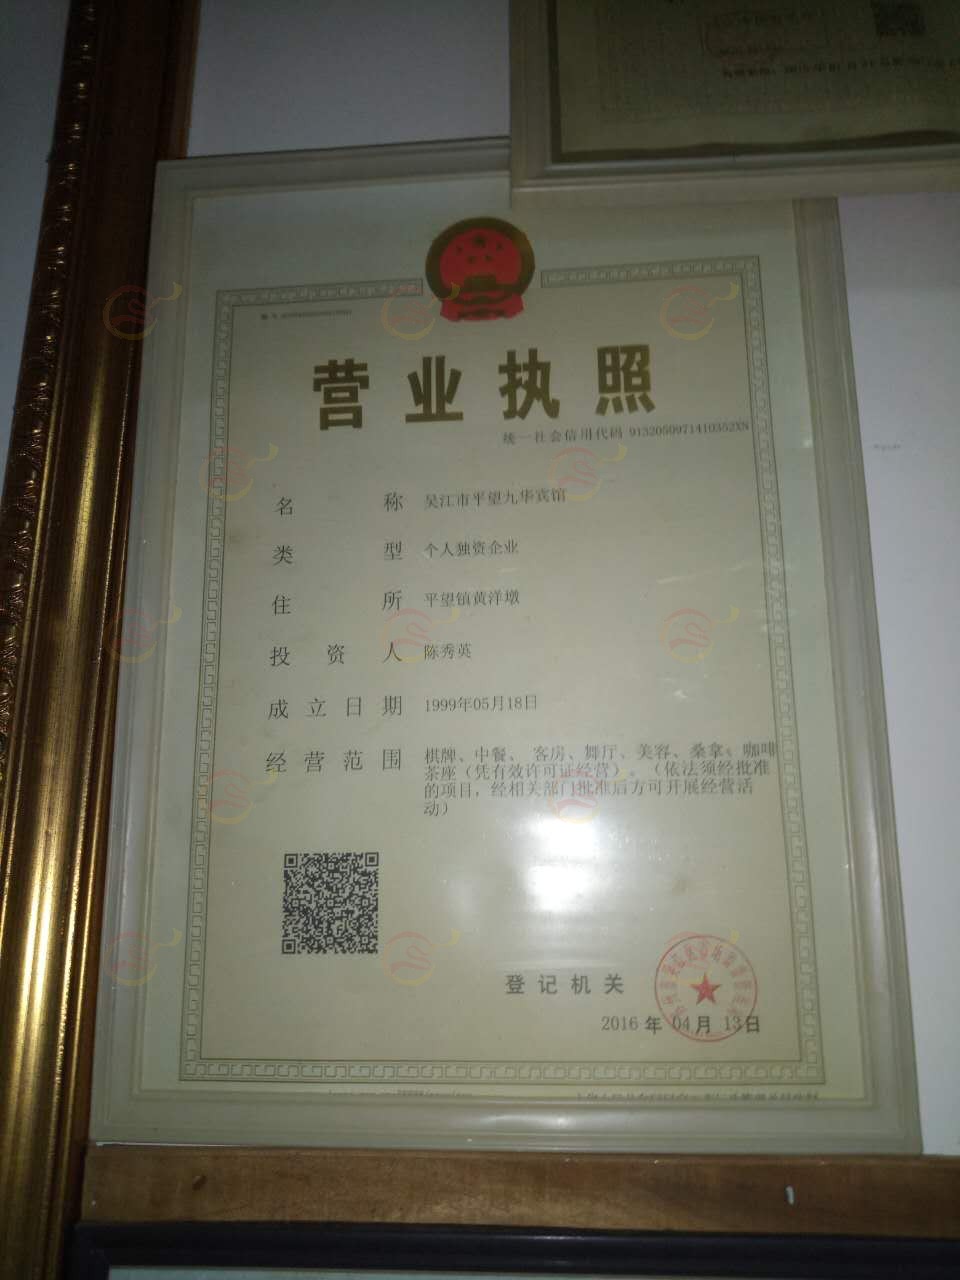 营业执照
统一社会信用代码 9132050971410352XN
名称 吴江市平望九华宾馆
类型 个人独资企业
住所 平望镇黄洋墩
投资人 陈秀英
成立日期 1999年05月18日
经营范围 棋牌、中餐、 客房、舞厅、美容、桑拿、咖啡
茶座（凭有效许可证经营）。（依法须经批准
的项目，经相关部门批准后方可开展经营活
动）
登记机关
2016 年 04月 13日